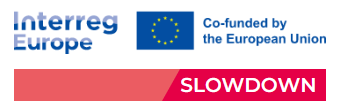 Interreg
Europe
Co-funded by
the European Union
SLOWDOWN